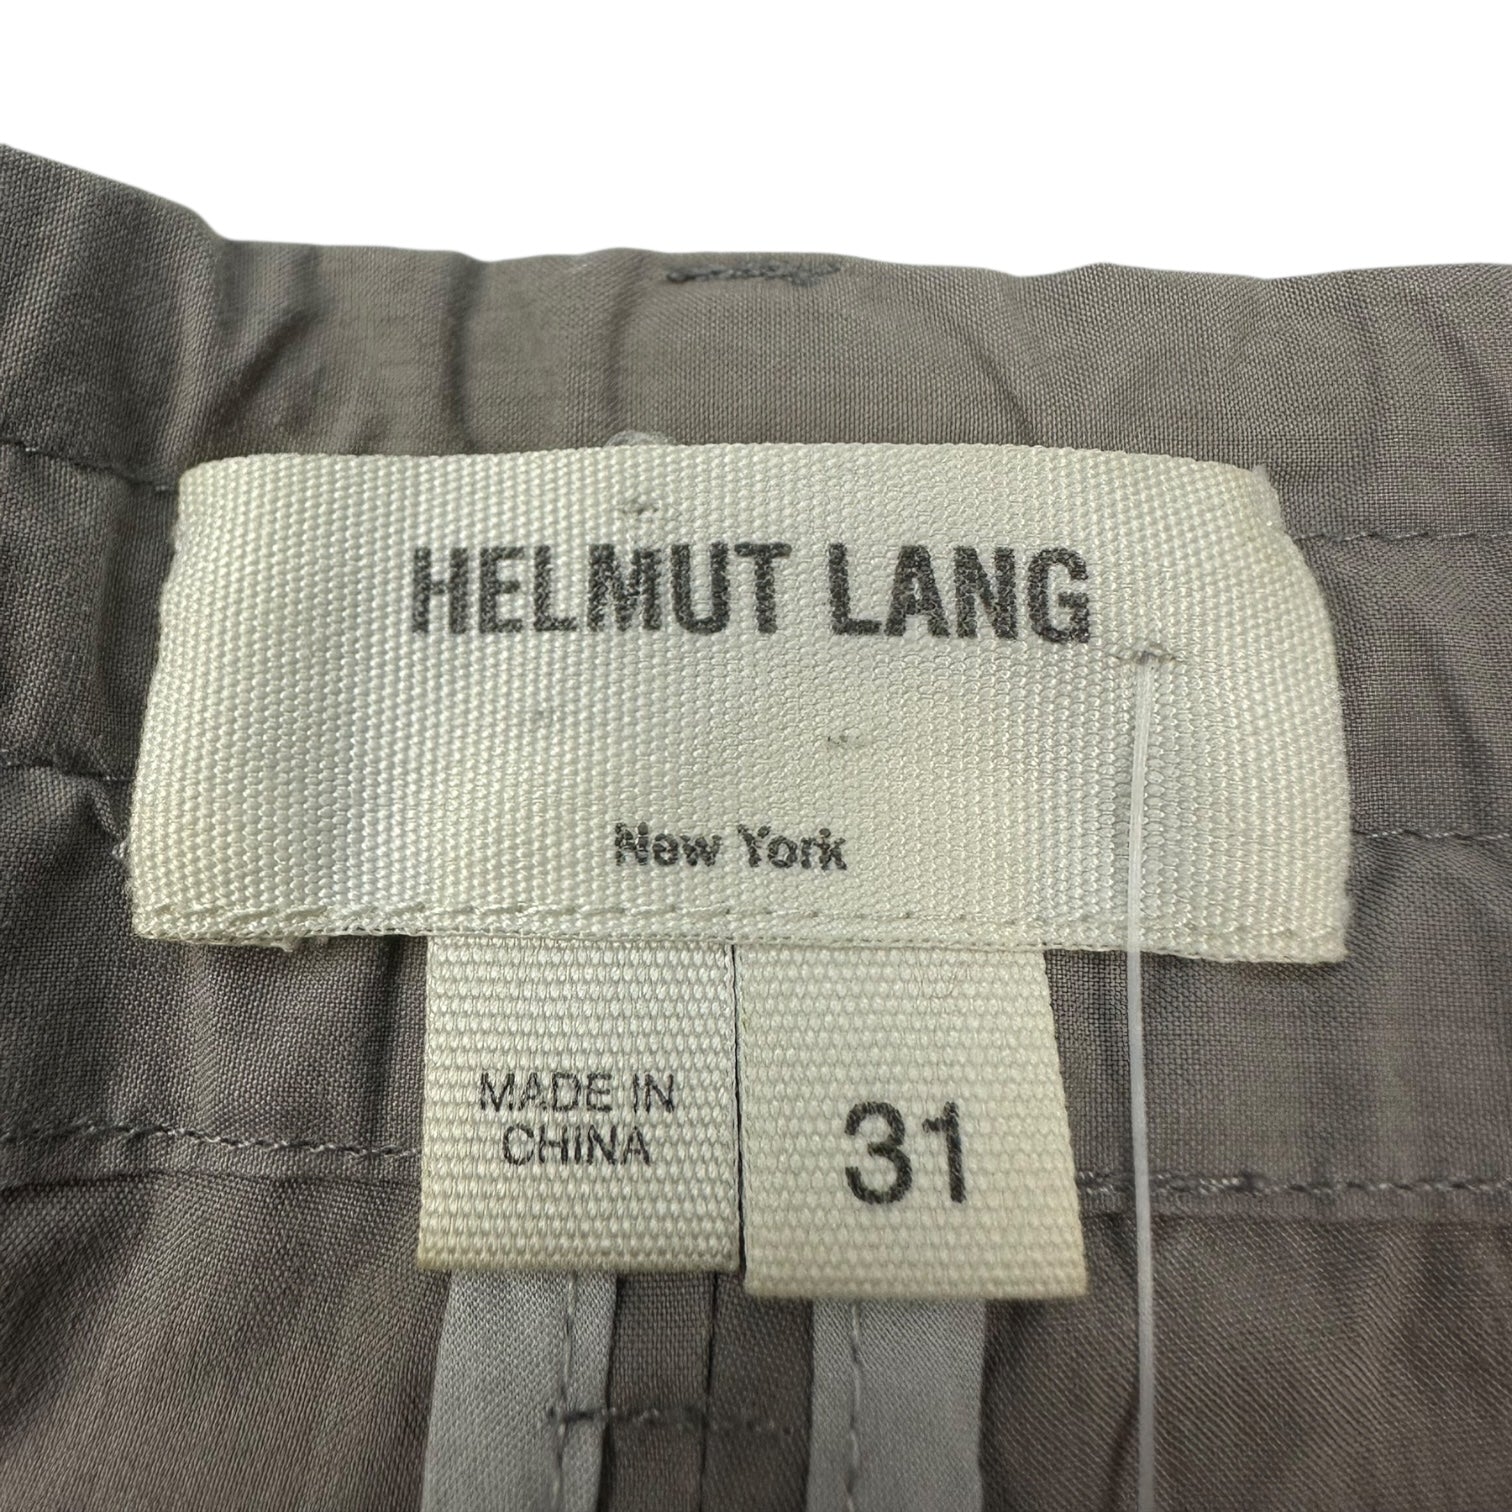 HELMUT LANG
New York
MADE IN
CHINA
31